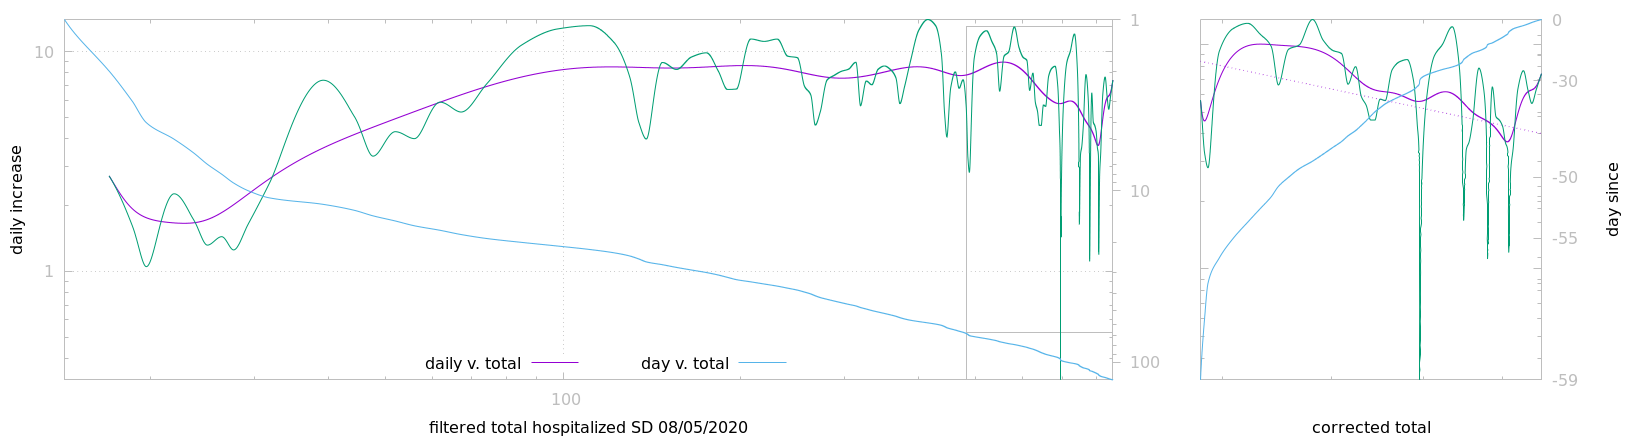 10
1
daily increase
daily v. total
day v. total
100
filtered total hospitalized SD 08/05/2020
1
10
100
0
-30
-50
-55
-59
day since
corrected total